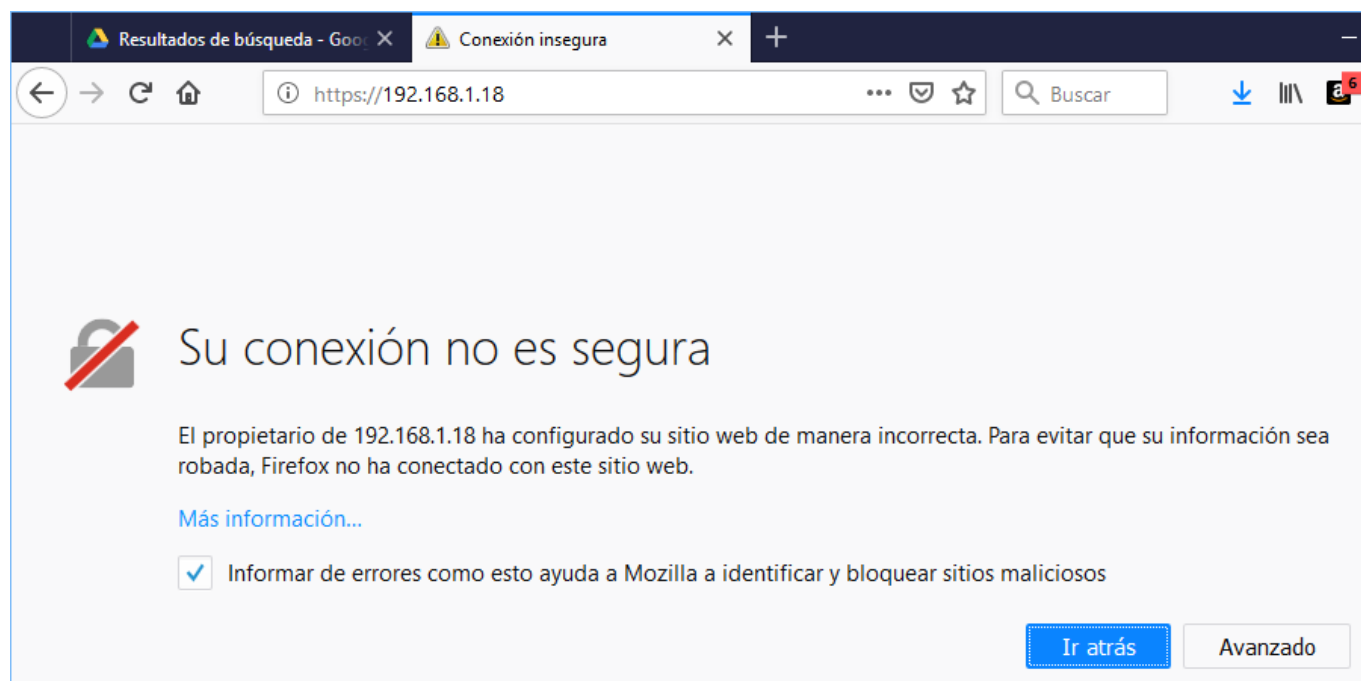 Resultados de búsqueda - Goo
Conexión insegura
https://192.168.1.18
Buscar
a 6
Su conexión no es segura
El propietario de 192.168.1.18 ha configurado su sitio web de manera incorrecta. Para evitar que su información sea
robada, Firefox no ha conectado con este sitio web.
Más información...
Informar de errores como esto ayuda a Mozilla a identificar y bloquear sitios maliciosos
Ir atrás
Avanzado